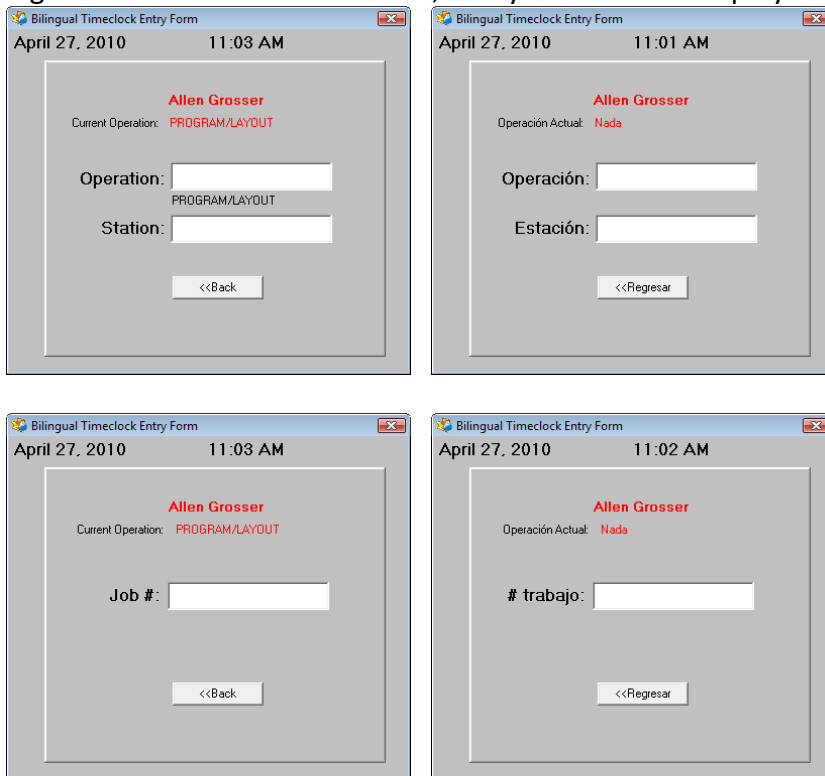 Bilingual Timeclock Entry Form
April 27, 2010 11:03 AM
Allen Grosser
Current Operation: PROGRAM/LAYOUT
Operation:
PROGRAM/LAYOUT
Station:
<<Back
Bilingual Timeclock Entry Form
April 27, 2010 11:01 AM
Allen Grosser
Operación Actual: Nada
Operación:
Estación:
<<Regresar
Bilingual Timeclock Entry Form
April 27, 2010 11:03 AM
Allen Grosser
Current Operation: PROGRAM/LAYOUT
Job #:
<<Back
Bilingual Timeclock Entry Form
April 27, 2010 11:02 AM
Allen Grosser
Operación Actual: Nada
# trabajo:
<<Regresar